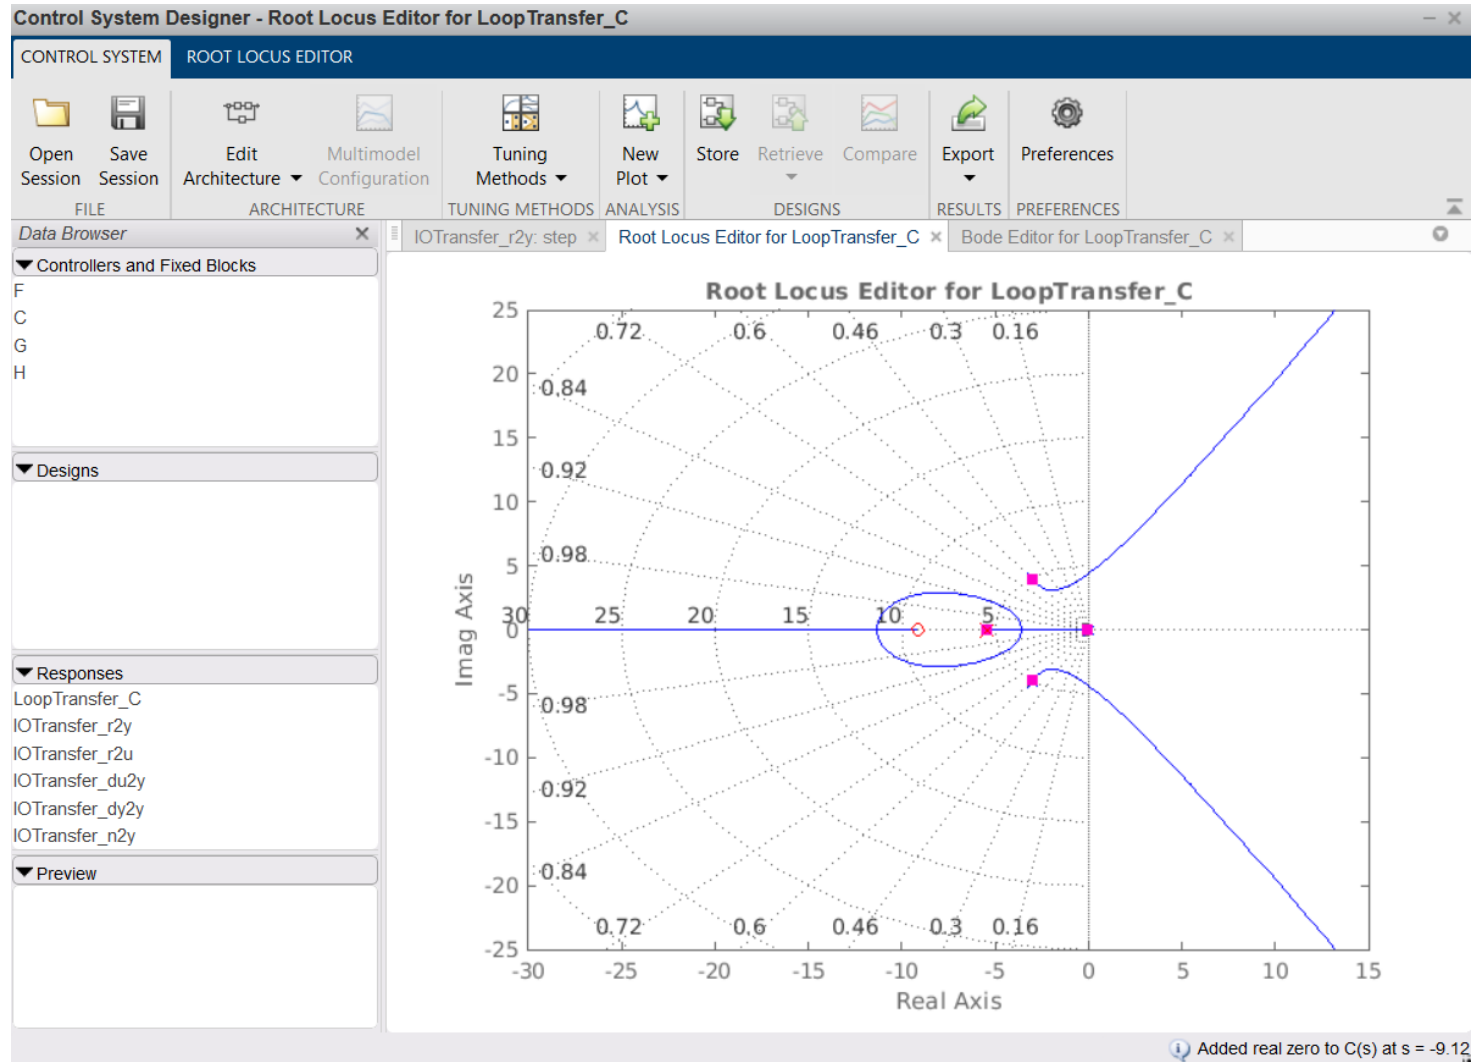 Control System Designer - Root Locus Editor for LoopTransfer_C
CONTROL SYSTEM ROOT LOCUS EDITOR
Open Session
Save Session
Edit Architecture
Multimodel Configuration
Tuning Methods
New Plot
Store
Retrieve
Compare
Export
Preferences
FILE ARCHITECTURE TUNING METHODS ANALYSIS DESIGNS RESULTS PREFERENCES
Data Browser
IOTransfer_r2y: step Root Locus Editor for LoopTransfer_C Bode Editor for LoopTransfer_C
Controllers and Fixed Blocks
F
C
G
H
Designs
Responses
LoopTransfer_C
IOTransfer_r2y
IOTransfer_r2u
IOTransfer_du2y
IOTransfer_dy2y
IOTransfer_n2y
Preview
Root Locus Editor for LoopTransfer_C
25
20
15
10
5
0
-5
-10
-15
-20
-25
Imag Axis
0.72 0.6 0.46 0.3 0.16
0.84
0.92
0.98
30 25 20 15 10 5
0.98
0.92
0.84
0.72 0.6 0.46 0.3 0.16
-30 -25 -20 -15 -10 -5 0 5 10 15
Real Axis
Added real zero to C(s) at s = -9.12